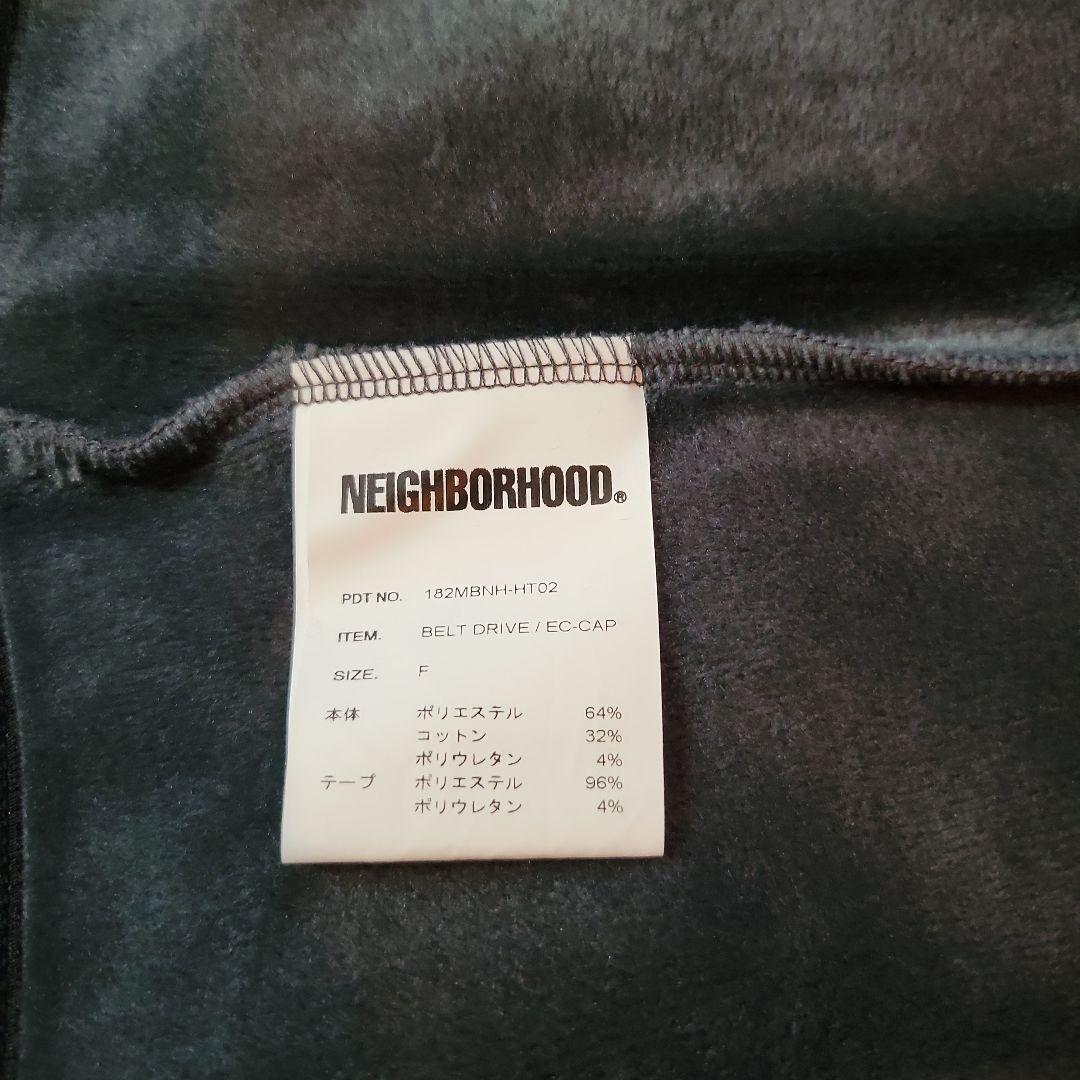 NEIGHBORHOOD®
PDT NO. 182MBNH-HT02
ITEM. BELT DRIVE / EC-CAP
SIZE. F
本体 ポリエステル 64%
コットン 32%
ポリウレタン 4%
テープ ポリエステル 96%
ポリウレタン 4%